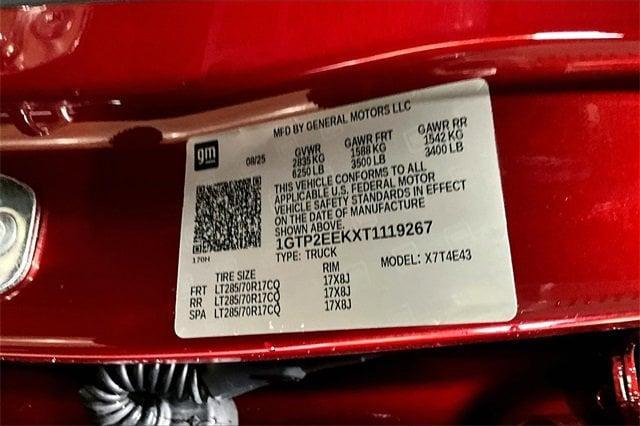 MFD BY GENERAL MOTORS LLC
gm
08/25
GVWR GAWR FRT GAWR RR
2835 KG 1588 KG 1542 KG
6250 LB 3500 LB 3400 LB
THIS VEHICLE CONFORMS TO ALL
APPLICABLE U.S. FEDERAL MOTOR
VEHICLE SAFETY STANDARDS IN EFFECT
ON THE DATE OF MANUFACTURE
SHOWN ABOVE.
1GTP2EEKXT1119267
170H
TYPE: TRUCK MODEL: X7T4E43
TIRE SIZE RIM
FRT LT285/70R17CQ 17X8J
RR LT285/70R17CQ 17X8J
SPA LT285/70R17CQ 17X8J